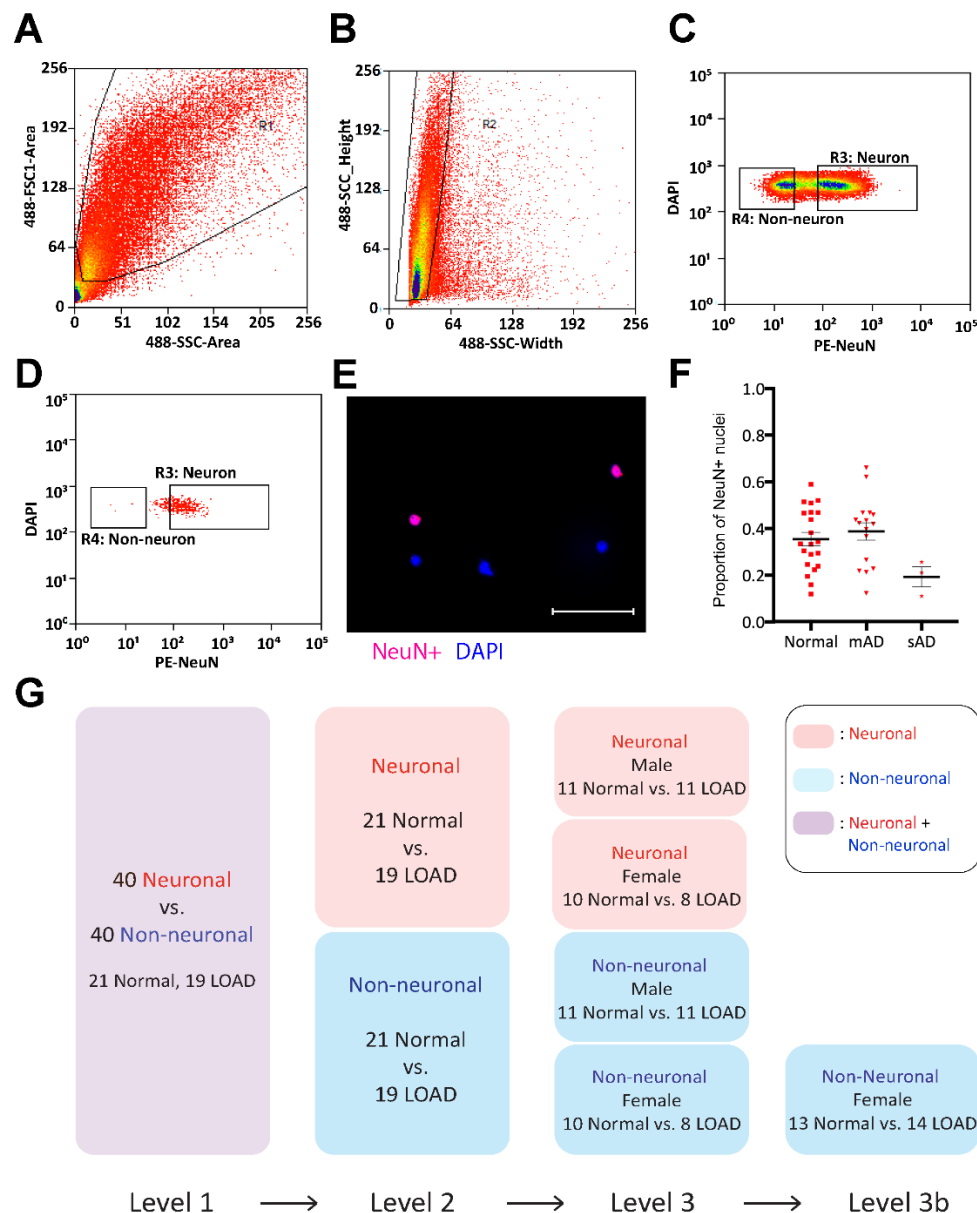 A
256
192
128
64
0
488-FSC1-Area
R1
0
51
102
154
205
256
488-SSC-Area
B
256
192
128
64
0
488-SCC_Height
R2
0
64
128
192
256
488-SSC-Width
C
10⁵
10⁴
10³
10²
10¹
10⁰
DAPI
R3: Neuron
R4: Non-neuron
10⁰
10¹
10²
10³
10⁴
10⁵
PE-NeuN
D
10⁵
10⁴
10³
10²
10¹
10⁰
DAPI
R3: Neuron
R4: Non-neuron
10⁰
10¹
10²
10³
10⁴
10⁵
PE-NeuN
E
NeuN+ DAPI
F
1.0
0.8
0.6
0.4
0.2
0.0
Proportion of NeuN+ nuclei
Normal
mAD
sAD
G
40 Neuronal
vs.
40 Non-neuronal
21 Normal, 19 LOAD
Neuronal
21 Normal
vs.
19 LOAD
Non-neuronal
21 Normal
vs.
19 LOAD
Neuronal
Male
11 Normal vs. 11 LOAD
Neuronal
Female
10 Normal vs. 8 LOAD
Non-neuronal
Male
11 Normal vs. 11 LOAD
Non-neuronal
Female
10 Normal vs. 8 LOAD
: Neuronal
: Non-neuronal
: Neuronal +
Non-neuronal
Non-Neuronal
Female
13 Normal vs. 14 LOAD
Level 1
Level 2
Level 3
Level 3b